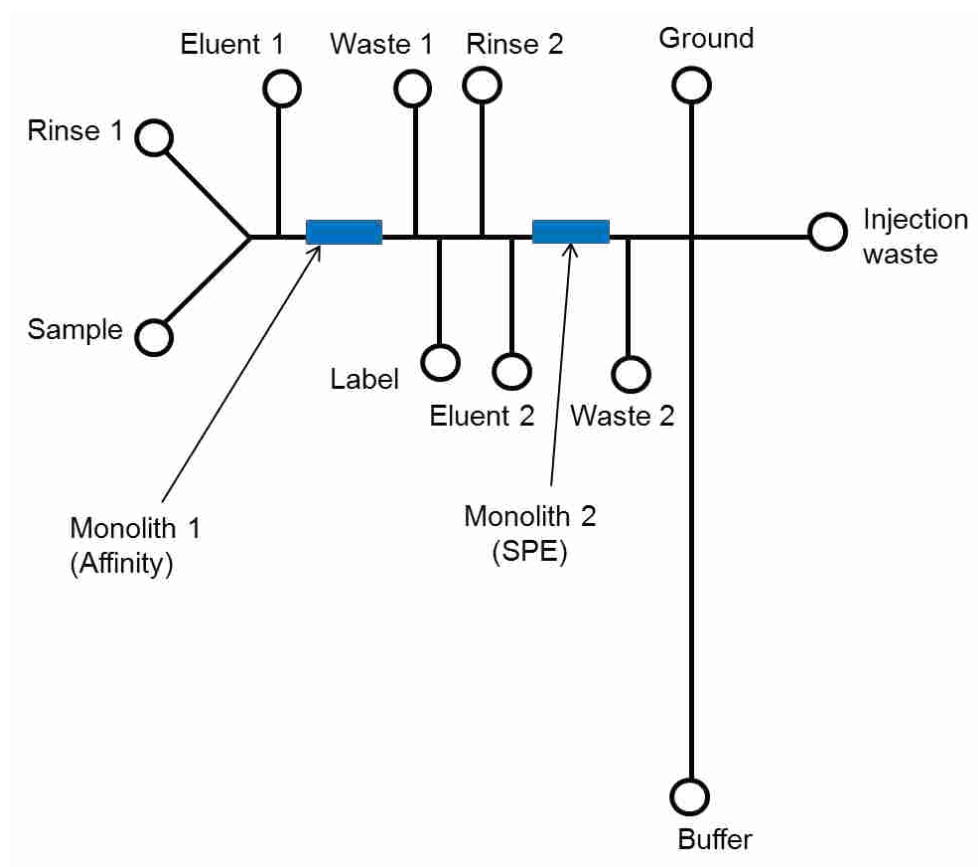 Eluent 1
Waste 1
Rinse 2
Ground
Rinse 1
Injection
waste
Sample
Label
Eluent 2
Waste 2
Monolith 1
(Affinity)
Monolith 2
(SPE)
Buffer